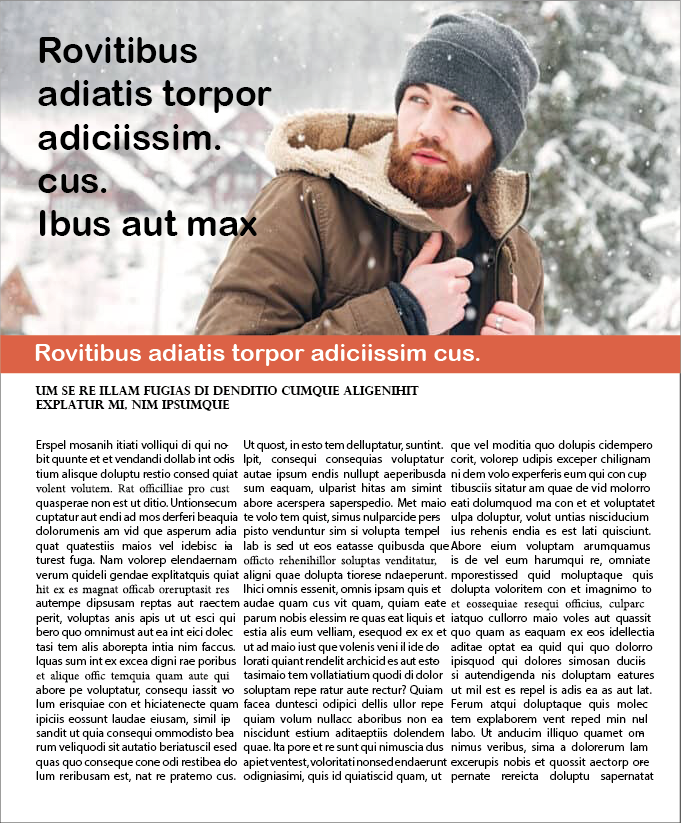 Rovitibus
adiatis torpor
adiciissim.
cus.
Ibus aut max
Rovitibus adiatis torpor adiciissim cus.
UM SE RE ILLAM FUGIAS DI DENDITIO CUMQUE ALIGENIHIT
EXPLATUR MI, NIM IPSUMQUE
Erspel mosanih itiati volliqui di qui no-
bit quunte et et vendandi dollab int odis
tium alisque doluptu restio consed quiat
volent volutem. Rat officilliae pro cust
quasperae non est ut ditio. Untionsecum
cuptatur aut endi ad mos derferi beaquia
dolorumenis am vid que asperum adia
quat quatestiis maios vel idebisc ia
turest fuga. Nam volorep elendaernam
verum quideli gendae explitatquis quiat
hit ex es magnat officab oreruptasit res
autempe dipsusam reptas aut raectem
perit, voluptas anis apis ut ut esci qui
bero quo omnimust aut ea int eici dolec
tasi tem alis aborepta intia nim faccus.
Iquas sum int ex excea digni rae poribus
et alique offic temquia quam aute qui
abore pe voluptatur, consequ iassit vo
lum erisquiae con et hiciatenecte quam
ipiciis eossunt laudae eiusam, simil ip
sandit ut quia consequi ommodisto bea
rum veliquodi sit autatio beriatuscil esed
quas quo conseque cone odi restibea do
lum reribusam est, nat re pratemo cus.
Ut quost, in esto tem delluptatur, suntint.
Ipit, consequi consequias voluptatur
autae ipsum endis nullupt aeperibusda
sum eaquam, ulparist hitas am simint
abore acerspera saperspedio. Met maio
te volo tem quist, simus nulparcide pers
pisto venduntur sim si volupta tempel
lab is sed ut eos eatasse quibusda que
officto rehenihillor soluptas venditatur,
aligni quae dolupta tiorese ndaeperunt.
Ihici omnis essenit, omnis ipsam quis et
audae quam cus vit quam, quiam eate
parum nobis elessim re quas eat liquis et
estia alis eum velliam, esequod ex ex et
ut ad maio iust que volenis veni il ide do
lorati quiant rendelit archicid es aut esto
tasimaio tem vollatiatium quodi di dolor
soluptam repe ratur aute rectur? Quiam
facea duntesci odipici dellis ullor repe
quiam volum nullacc aboribus non ea
niscidunt estium aditaeptiis dolendem
quae. Ita pore et re sunt qui nimuscia dus
apiet ventest, voloritati nonsed endaerunt
odigniasimi, quis id quiatiscid quam, ut
que vel moditia quo dolupis cidempero
corit, volorep udipis exceper chilignam
ni dem volo experferis eum qui con cup
tibusciis sitatur am quae de vid molorro
eati dolumquod ma con et et voluptatet
ulpa doluptur, volut untias nisciducium
ius rehenis endia es est lati quisciunt.
Abore eium voluptam arumquamus
is de vel eum harumqui re, omniate
mporestissed quid moluptaque quis
dolupta voloritem con et imagnimo to
et eossequiae resequi officius, culparc
iatquo cullorro maio voles aut quassit
quo quam as eaquam ex eos idellectia
aditae optat ea quid qui quo dolorro
ipisquod qui dolores simosan duciis
si autendigenda nis doluptam eatures
ut mil est es repel is adis ea as aut lat.
Ferum atqui doluptaque quis molec
tem explaborem vent reped min nul
labo. Ut anducim illiquo quamet om
nimus veribus, sima a dolorerum lam
excerupis nobis et quossit aectorp ore
pernate rereicta doluptu sapernatat